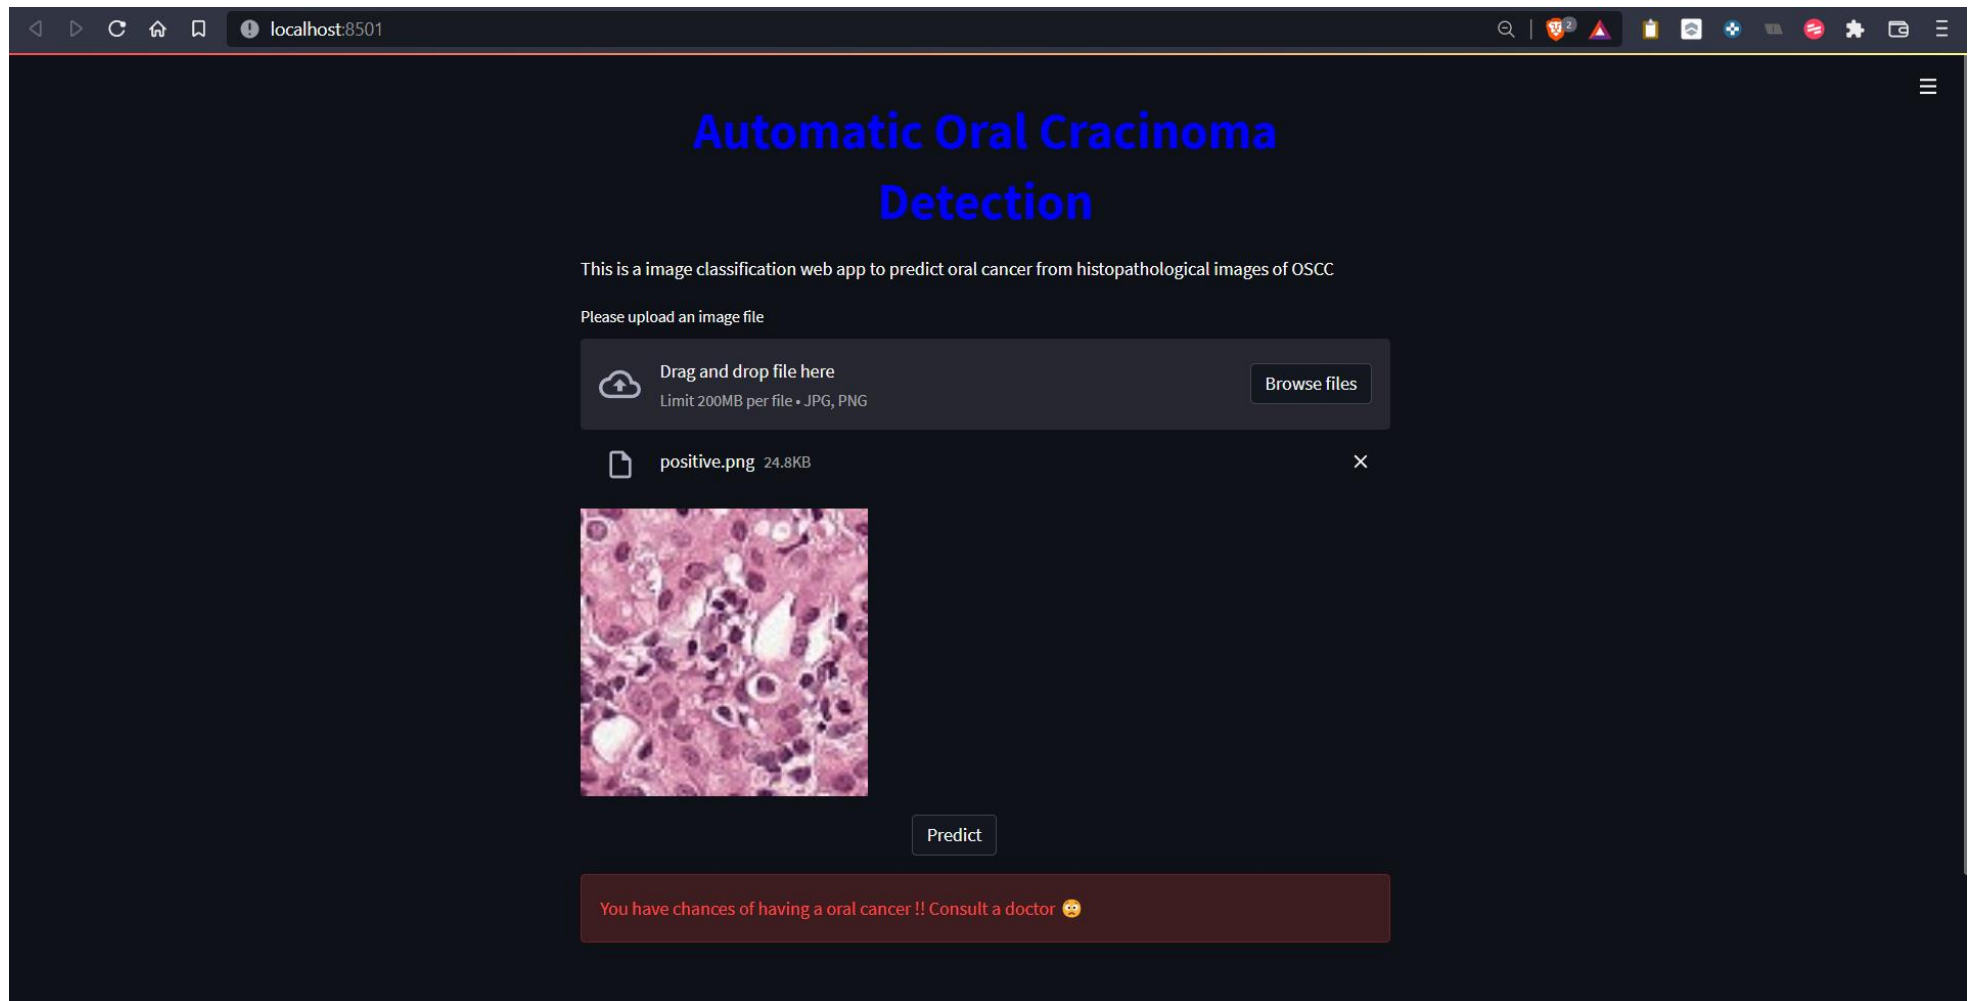 localhost:8501
2
Automatic Oral Cracinoma
Detection
This is a image classification web app to predict oral cancer from histopathological images of OSCC
Please upload an image file
Drag and drop file here
Limit 200MB per file • JPG, PNG
Browse files
positive.png 24.8KB
Predict
You have chances of having a oral cancer !! Consult a doctor 😳